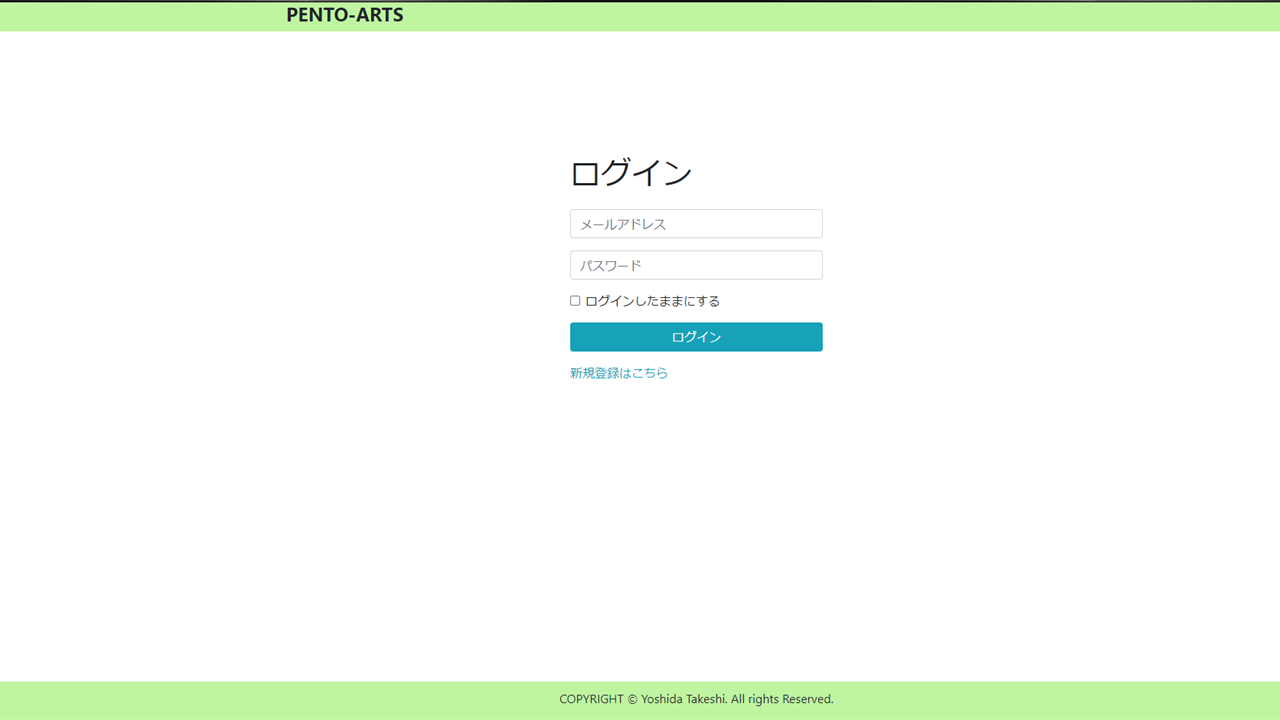 PENTO-ARTS
ログイン
メールアドレス
パスワード
ログインしたままにする
ログイン
新規登録はこちら
COPYRIGHT © Yoshida Takeshi. All rights Reserved.